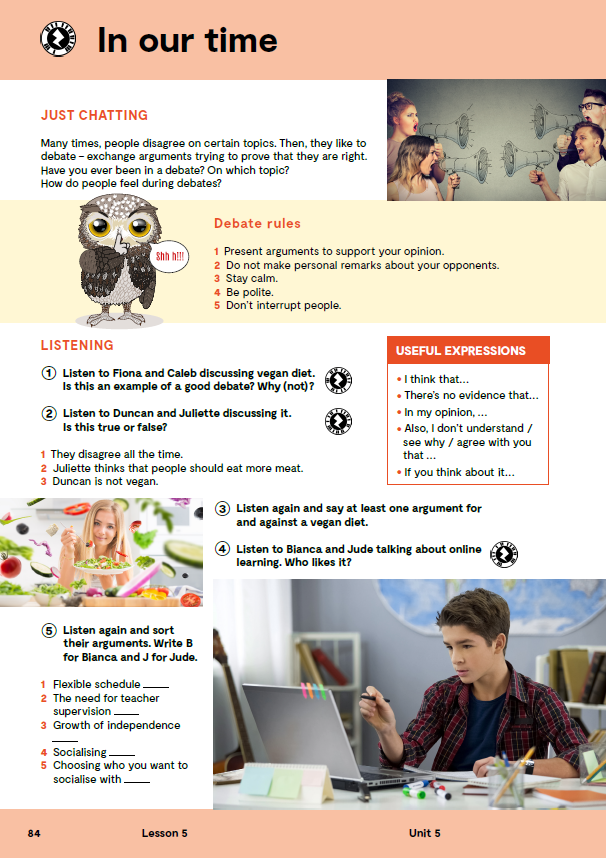 In our time
JUST CHATTING
Many times, people disagree on certain topics. Then, they like to
debate – exchange arguments trying to prove that they are right.
Have you ever been in a debate? On which topic?
How do people feel during debates?
Shh h!!!
Debate rules
1 Present arguments to support your opinion.
2 Do not make personal remarks about your opponents.
3 Stay calm.
4 Be polite.
5 Don't interrupt people.
LISTENING
1 Listen to Fiona and Caleb discussing vegan diet.
Is this an example of a good debate? Why (not)?
2 Listen to Duncan and Juliette discussing it.
Is this true or false?
1 They disagree all the time.
2 Juliette thinks that people should eat more meat.
3 Duncan is not vegan.
USEFUL EXPRESSIONS
• I think that...
• There's no evidence that...
• In my opinion, ...
• Also, I don't understand /
see why / agree with you
that ...
• If you think about it...
3 Listen again and say at least one argument for
and against a vegan diet.
4 Listen to Bianca and Jude talking about online
learning. Who likes it?
5 Listen again and sort
their arguments. Write B
for Bianca and J for Jude.
1 Flexible schedule _____
2 The need for teacher
supervision _____
3 Growth of independence
_____
4 Socialising _____
5 Choosing who you want to
socialise with _____
84
Lesson 5
Unit 5